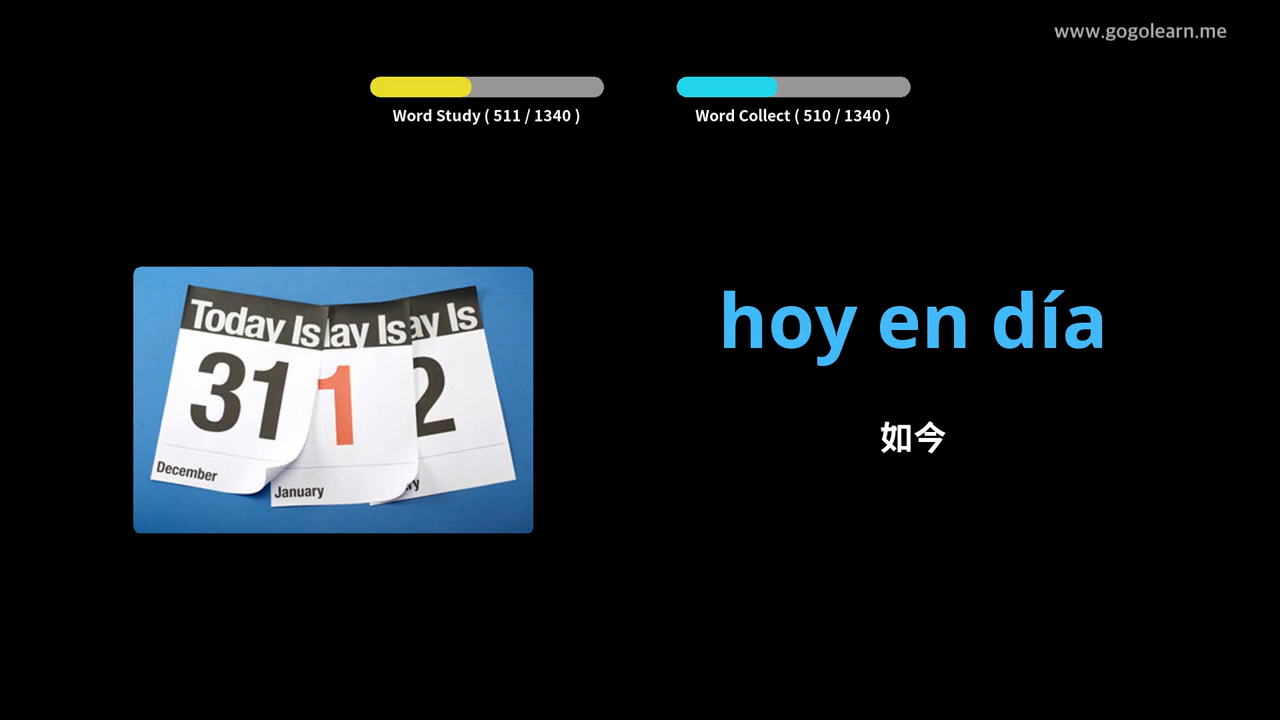 www.gogolearn.me
Word Study ( 511 / 1340 )
Word Collect ( 510 / 1340 )
Today Is
31
December
day Is
1
January
ay Is
2
ry
hoy en día
如今